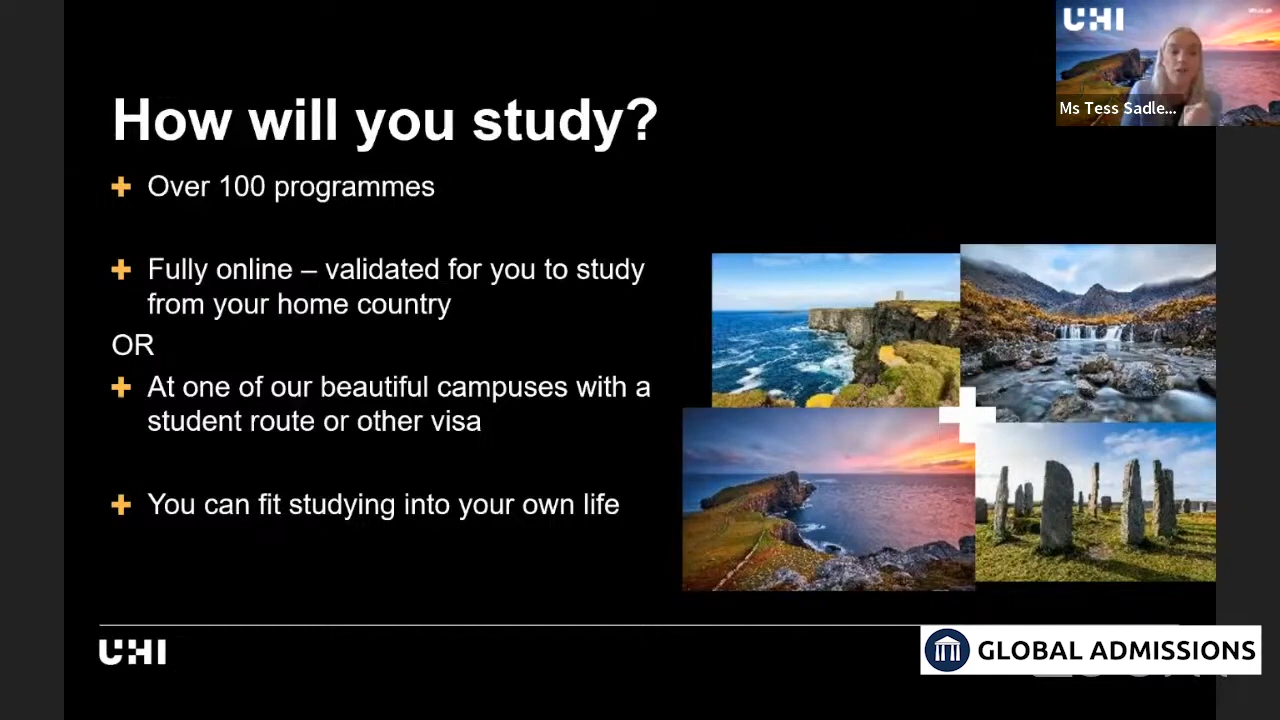 UHI
Ms Tess Sadle...
How will you study?
Over 100 programmes
Fully online – validated for you to study
from your home country
OR
At one of our beautiful campuses with a
student route or other visa
You can fit studying into your own life
UHI
GLOBAL ADMISSIONS